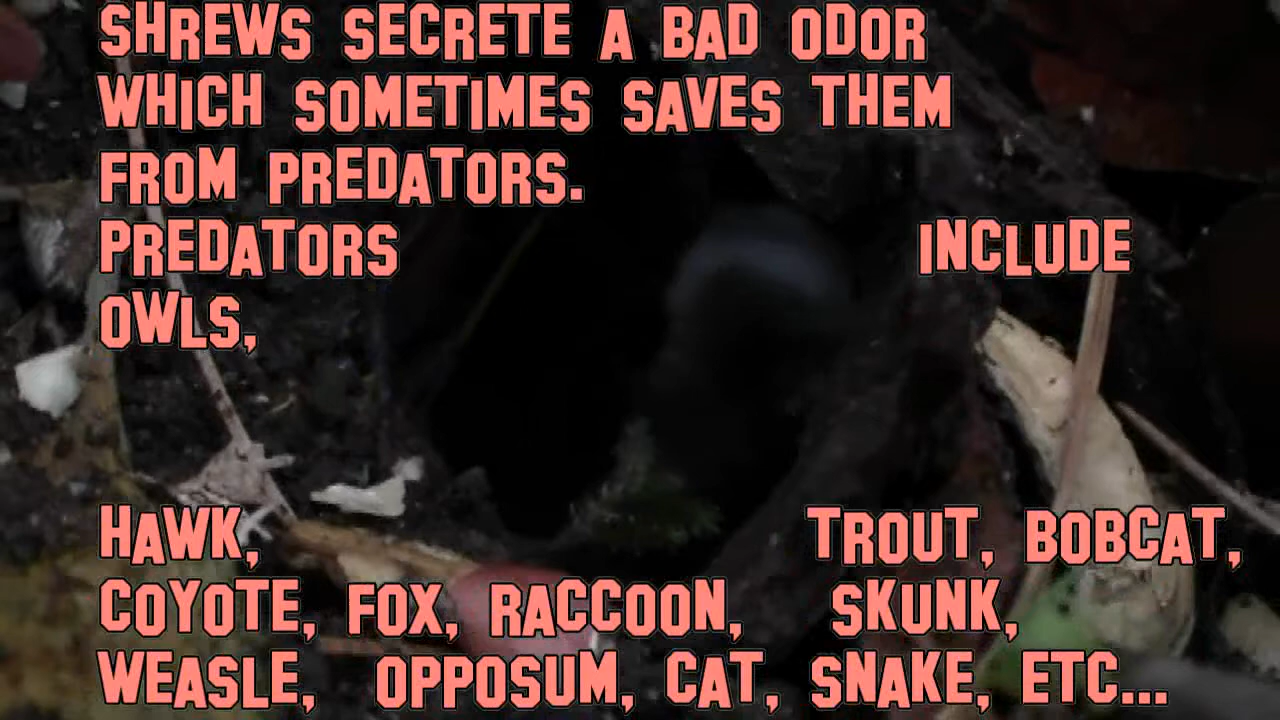 SHREWS SECRETE A BAD ODOR
WHICH SOMETIMES SAVES THEM
FROM PREDATORS.
PREDATORS INCLUDE
OWLS,
HAWK, TROUT, BOBCAT,
COYOTE, FOX, RACCOON, SKUNK,
WEASLE, OPPOSUM, CAT, SNAKE, ETC...